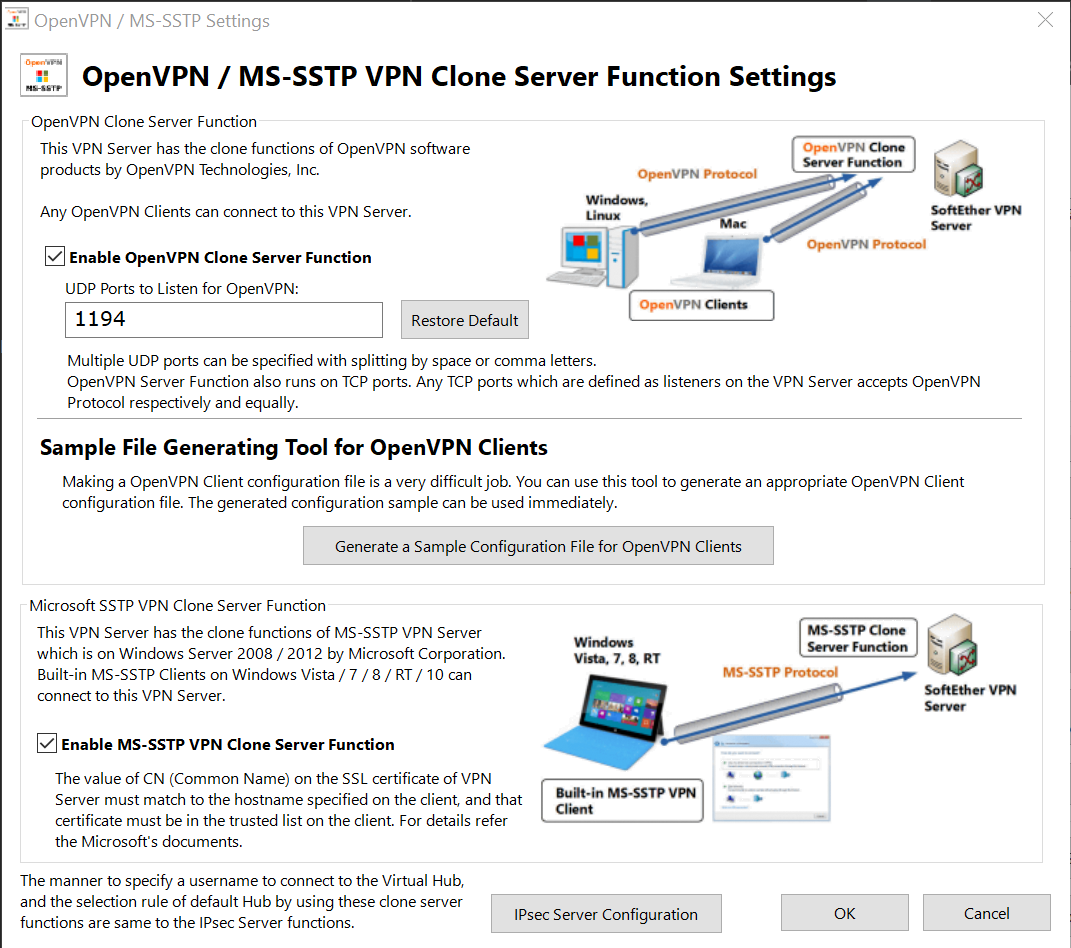 OpenVPN / MS-SSTP Settings
OpenVPN
MS-SSTP
OpenVPN / MS-SSTP VPN Clone Server Function Settings
OpenVPN Clone Server Function
This VPN Server has the clone functions of OpenVPN software
products by OpenVPN Technologies, Inc.
Any OpenVPN Clients can connect to this VPN Server.
OpenVPN Clone
Server Function
OpenVPN Protocol
Windows,
Linux
Mac
SoftEther VPN
Server
OpenVPN Protocol
OpenVPN Clients
Enable OpenVPN Clone Server Function
UDP Ports to Listen for OpenVPN:
1194
Restore Default
Multiple UDP ports can be specified with splitting by space or comma letters.
OpenVPN Server Function also runs on TCP ports. Any TCP ports which are defined as listeners on the VPN Server accepts OpenVPN
Protocol respectively and equally.
Sample File Generating Tool for OpenVPN Clients
Making a OpenVPN Client configuration file is a very difficult job. You can use this tool to generate an appropriate OpenVPN Client
configuration file. The generated configuration sample can be used immediately.
Generate a Sample Configuration File for OpenVPN Clients
Microsoft SSTP VPN Clone Server Function
This VPN Server has the clone functions of MS-SSTP VPN Server
which is on Windows Server 2008 / 2012 by Microsoft Corporation.
Built-in MS-SSTP Clients on Windows Vista / 7 / 8 / RT / 10 can
connect to this VPN Server.
Windows
Vista, 7, 8, RT
MS-SSTP Clone
Server Function
MS-SSTP Protocol
SoftEther VPN
Server
Built-in MS-SSTP VPN
Client
Enable MS-SSTP VPN Clone Server Function
The value of CN (Common Name) on the SSL certificate of VPN
Server must match to the hostname specified on the client, and that
certificate must be in the trusted list on the client. For details refer
the Microsoft's documents.
The manner to specify a username to connect to the Virtual Hub,
and the selection rule of default Hub by using these clone server
functions are same to the IPsec Server functions.
IPsec Server Configuration
OK
Cancel